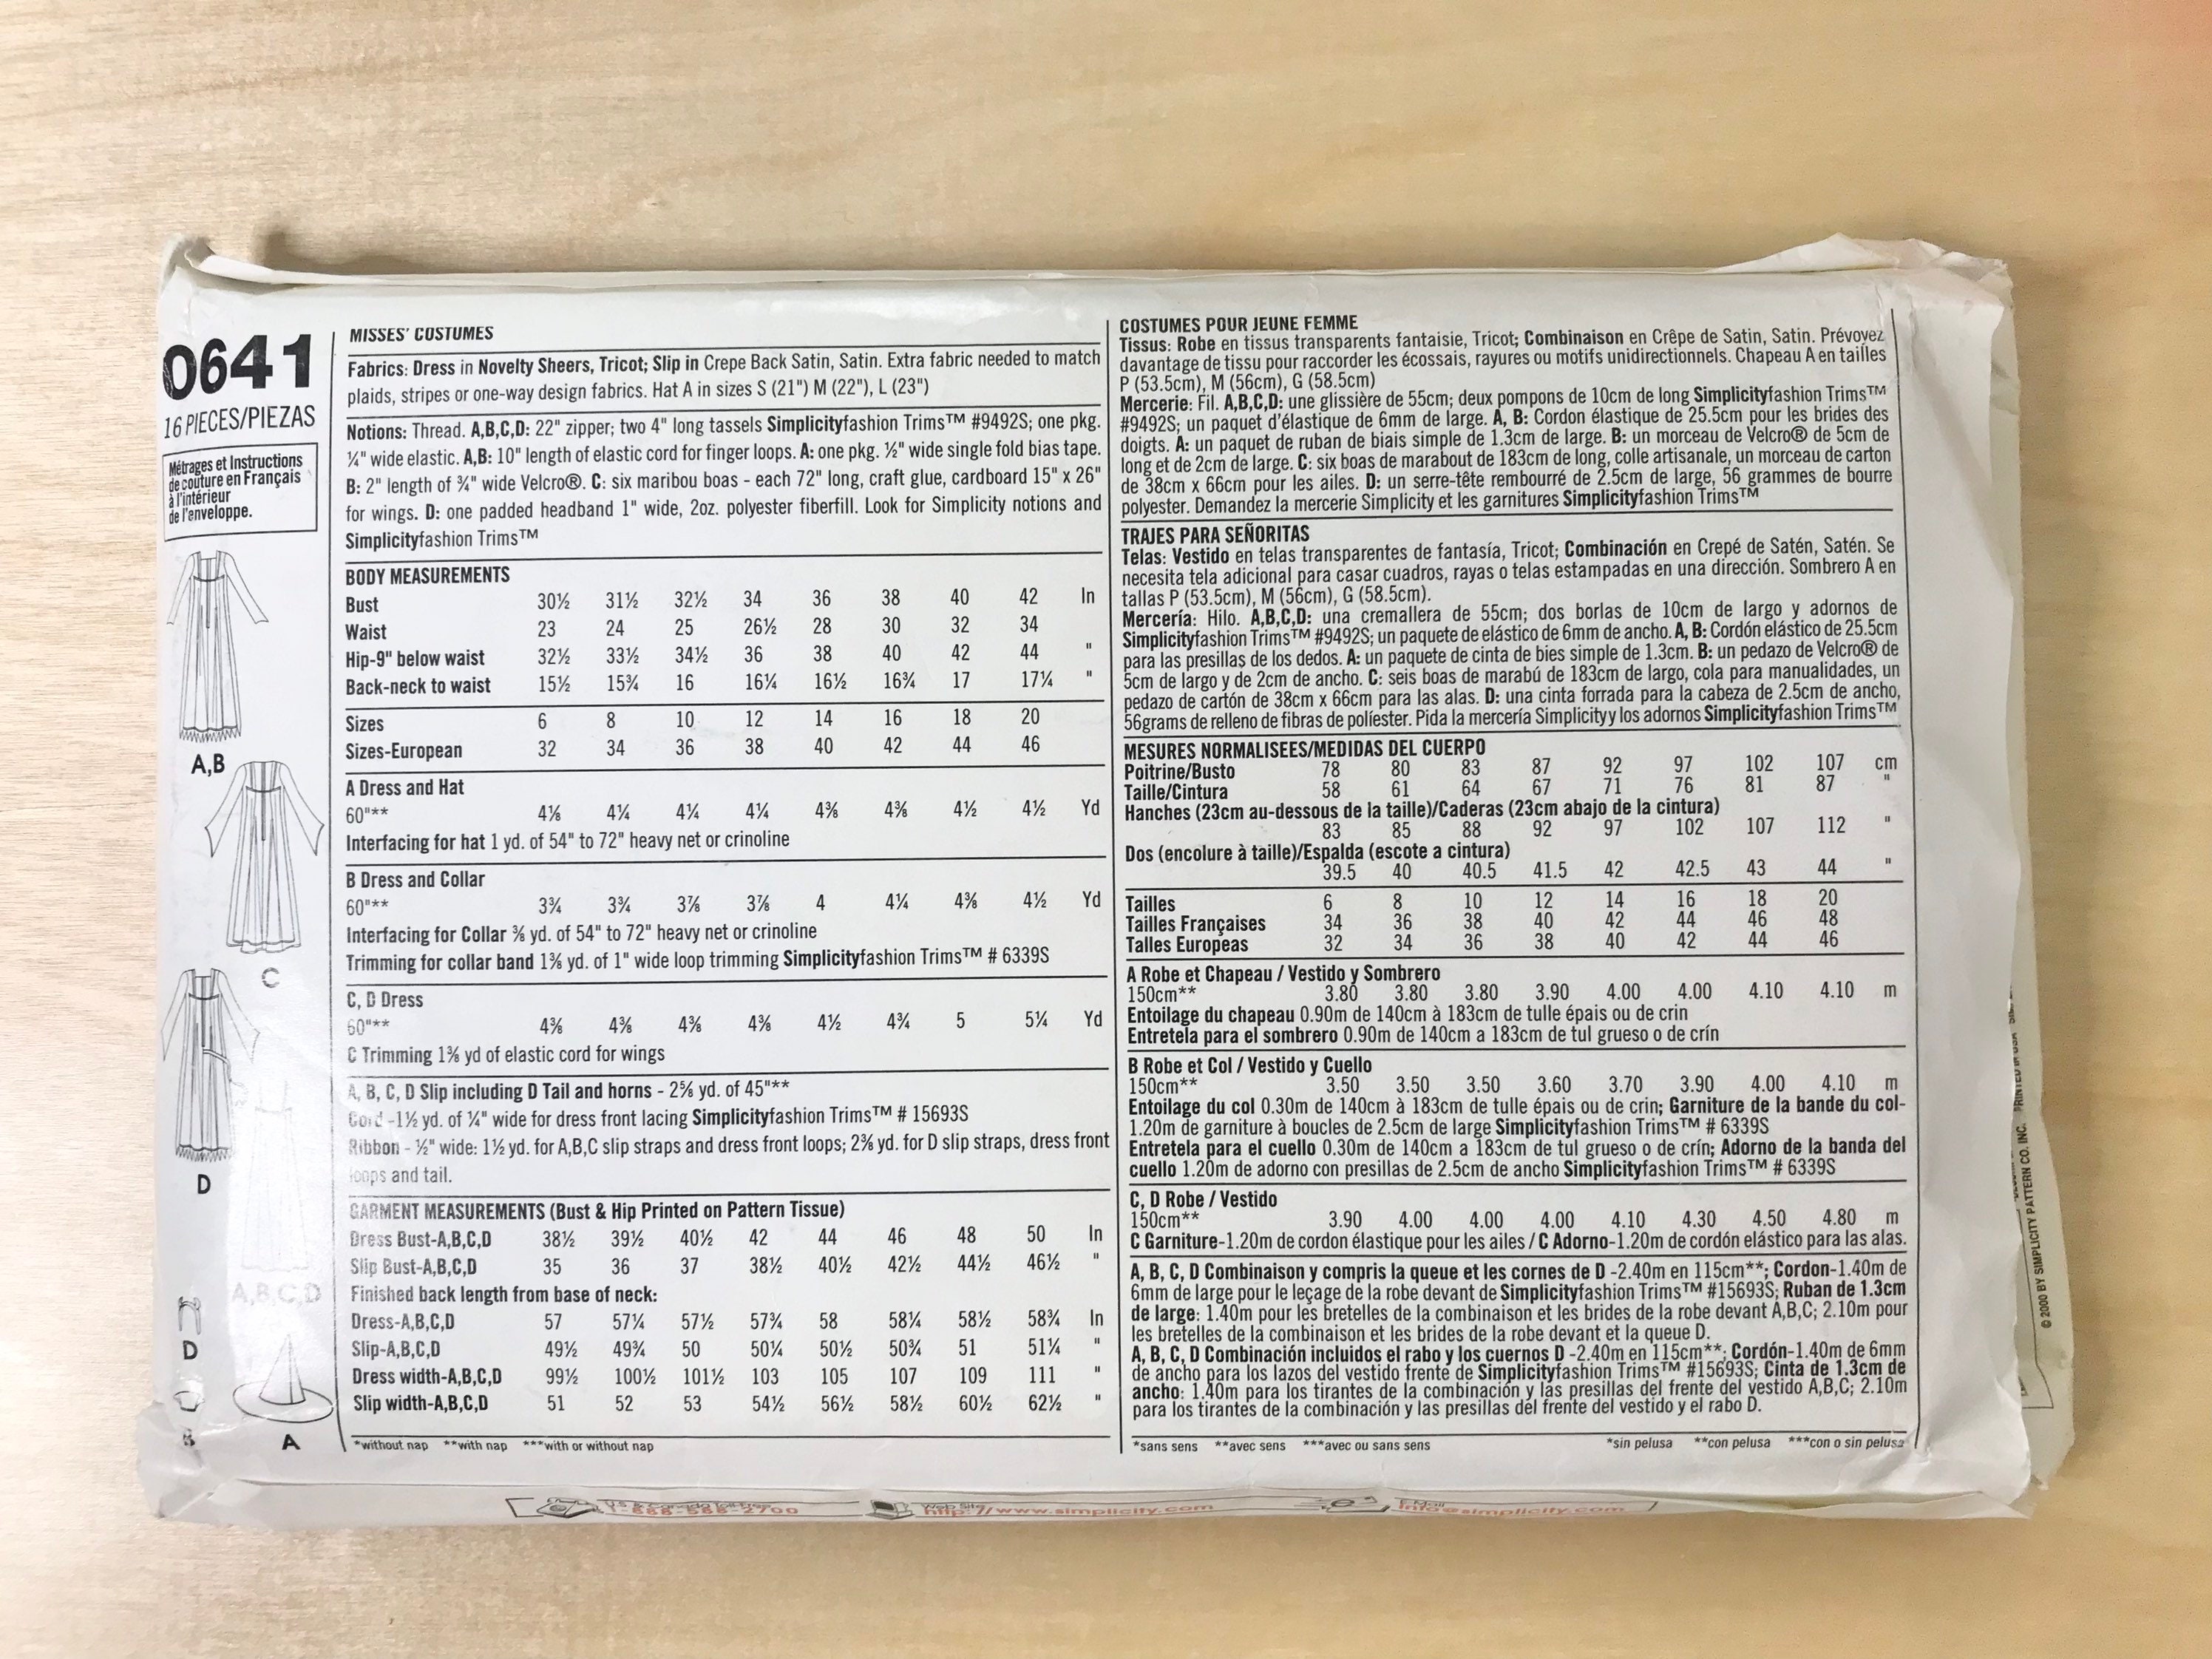 0641
16 PIECES/PIEZAS
Métrages et Instructions
de couture en Français
à l'intérieur
de l'enveloppe.
A,B
C
D
A,B,C,D
D
B
A
MISSES' COSTUMES
Fabrics: Dress in Novelty Sheers, Tricot; Slip in Crepe Back Satin, Satin. Extra fabric needed to match
plaids, stripes or one-way design fabrics. Hat A in sizes S (21") M (22"), L (23")
Notions: Thread. A,B,C,D: 22" zipper; two 4" long tassels Simplicityfashion Trims™ #9492S; one pkg.
¼" wide elastic. A,B: 10" length of elastic cord for finger loops. A: one pkg. ½" wide single fold bias tape.
B: 2" length of ¾" wide Velcro®. C: six maribou boas - each 72" long, craft glue, cardboard 15" x 26"
for wings. D: one padded headband 1" wide, 2oz. polyester fiberfill. Look for Simplicity notions and
Simplicityfashion Trims™
BODY MEASUREMENTS
Bust 30½ 31½ 32½ 34 36 38 40 42 In
Waist 23 24 25 26½ 28 30 32 34
Hip-9" below waist 32½ 33½ 34½ 36 38 40 42 44 "
Back-neck to waist 15½ 15¾ 16 16¼ 16½ 16¾ 17 17¼ "
Sizes 6 8 10 12 14 16 18 20
Sizes-European 32 34 36 38 40 42 44 46
A Dress and Hat
60"** 4⅛ 4¼ 4¼ 4¼ 4⅜ 4⅜ 4½ 4½ Yd
Interfacing for hat 1 yd. of 54" to 72" heavy net or crinoline
B Dress and Collar
60"** 3¾ 3¾ 3⅞ 3⅞ 4 4¼ 4⅜ 4½ Yd
Interfacing for Collar ⅜ yd. of 54" to 72" heavy net or crinoline
Trimming for collar band 1⅜ yd. of 1" wide loop trimming Simplicityfashion Trims™ # 6339S
C, D Dress
60"** 4⅜ 4⅜ 4⅜ 4⅜ 4½ 4¾ 5 5¼ Yd
C Trimming 1⅜ yd of elastic cord for wings
A, B, C, D Slip including D Tail and horns - 2⅝ yd. of 45"**
Cord -1½ yd. of ¼" wide for dress front lacing Simplicityfashion Trims™ # 15693S
Ribbon - ½" wide: 1½ yd. for A,B,C slip straps and dress front loops; 2⅜ yd. for D slip straps, dress front
loops and tail.
GARMENT MEASUREMENTS (Bust & Hip Printed on Pattern Tissue)
Dress Bust-A,B,C,D 38½ 39½ 40½ 42 44 46 48 50 In
Slip Bust-A,B,C,D 35 36 37 38½ 40½ 42½ 44½ 46½ "
Finished back length from base of neck:
Dress-A,B,C,D 57 57¼ 57½ 57¾ 58 58¼ 58½ 58¾ In
Slip-A,B,C,D 49½ 49¾ 50 50¼ 50½ 50¾ 51 51¼ "
Dress width-A,B,C,D 99½ 100½ 101½ 103 105 107 109 111 "
Slip width-A,B,C,D 51 52 53 54½ 56½ 58½ 60½ 62½ "
*without nap **with nap ***with or without nap
COSTUMES POUR JEUNE FEMME
Tissus: Robe en tissus transparents fantaisie, Tricot; Combinaison en Crêpe de Satin, Satin. Prévoyez
davantage de tissu pour raccorder les écossais, rayures ou motifs unidirectionnels. Chapeau A en tailles
P (53.5cm), M (56cm), G (58.5cm)
Mercerie: Fil. A,B,C,D: une glissière de 55cm; deux pompons de 10cm de long Simplicityfashion Trims™
#9492S; un paquet d'élastique de 6mm de large. A, B: Cordon élastique de 25.5cm pour les brides des
doigts. A: un paquet de ruban de biais simple de 1.3cm de large. B: un morceau de Velcro® de 5cm de
long et de 2cm de large. C: six boas de marabout de 183cm de long, colle artisanale, un morceau de carton
de 38cm x 66cm pour les ailes. D: un serre-tête rembourré de 2.5cm de large, 56 grammes de bourre
polyester. Demandez la mercerie Simplicity et les garnitures Simplicityfashion Trims™
TRAJES PARA SEÑORITAS
Telas: Vestido en telas transparentes de fantasía, Tricot; Combinación en Crepé de Satén, Satén. Se
necesita tela adicional para casar cuadros, rayas o telas estampadas en una dirección. Sombrero A en
tallas P (53.5cm), M (56cm), G (58.5cm).
Mercería: Hilo. A,B,C,D: una cremallera de 55cm; dos borlas de 10cm de largo y adornos de
Simplicityfashion Trims™ #9492S; un paquete de elástico de 6mm de ancho. A, B: Cordón elástico de 25.5cm
para las presillas de los dedos. A: un paquete de cinta de bies simple de 1.3cm. B: un pedazo de Velcro® de
5cm de largo y de 2cm de ancho. C: seis boas de marabú de 183cm de largo, cola para manualidades, un
pedazo de cartón de 38cm x 66cm para las alas. D: una cinta forrada para la cabeza de 2.5cm de ancho,
56grams de relleno de fibras de políester. Pida la mercería Simplicity y los adornos Simplicityfashion Trims™
MESURES NORMALISEES/MEDIDAS DEL CUERPO
Poitrine/Busto 78 80 83 87 92 97 102 107 cm
Taille/Cintura 58 61 64 67 71 76 81 87 "
Hanches (23cm au-dessous de la taille)/Caderas (23cm abajo de la cintura)
83 85 88 92 97 102 107 112 "
Dos (encolure à taille)/Espalda (escote a cintura)
39.5 40 40.5 41.5 42 42.5 43 44 "
Tailles 6 8 10 12 14 16 18 20
Tailles Françaises 34 36 38 40 42 44 46 48
Talles Europeas 32 34 36 38 40 42 44 46
A Robe et Chapeau / Vestido y Sombrero
150cm** 3.80 3.80 3.80 3.90 4.00 4.00 4.10 4.10 m
Entoilage du chapeau 0.90m de 140cm à 183cm de tulle épais ou de crin
Entretela para el sombrero 0.90m de 140cm a 183cm de tul grueso o de crín
B Robe et Col / Vestido y Cuello
150cm** 3.50 3.50 3.50 3.60 3.70 3.90 4.00 4.10 m
Entoilage du col 0.30m de 140cm à 183cm de tulle épais ou de crin; Garniture de la bande du col-
1.20m de garniture à boucles de 2.5cm de large Simplicityfashion Trims™ # 6339S
Entretela para el cuello 0.30m de 140cm a 183cm de tul grueso o de crín; Adorno de la banda del
cuello 1.20m de adorno con presillas de 2.5cm de ancho Simplicityfashion Trims™ # 6339S
C, D Robe / Vestido
150cm** 3.90 4.00 4.00 4.00 4.10 4.30 4.50 4.80 m
C Garniture-1.20m de cordon élastique pour les ailes / C Adorno-1.20m de cordón elástico para las alas.
A, B, C, D Combinaison y compris la queue et les cornes de D -2.40m en 115cm**; Cordon-1.40m de
6mm de large pour le leçage de la robe devant de Simplicityfashion Trims™ #15693S; Ruban de 1.3cm
de large: 1.40m pour les bretelles de la combinaison et les brides de la robe devant A,B,C; 2.10m pour
les bretelles de la combinaison et les brides de la robe devant et la queue D.
A, B, C, D Combinación incluidos el rabo y los cuernos D -2.40m en 115cm**; Cordón-1.40m de 6mm
de ancho para los lazos del vestido frente de Simplicityfashion Trims™ #15693S; Cinta de 1.3cm de
ancho: 1.40m para los tirantes de la combinación y las presillas del frente del vestido A,B,C; 2.10m
para los tirantes de la combinación y las presillas del frente del vestido y el rabo D.
*sans sens **avec sens ***avec ou sans sens *sin pelusa **con pelusa ***con o sin pelusa
U.S. & Canada Toll-Free
1-888-588-2700
Web Site
http://www.simplicity.com
E-Mail
info@simplicity.com
© 2000 BY SIMPLICITY PATTERN CO. INC. PRINTED IN USA